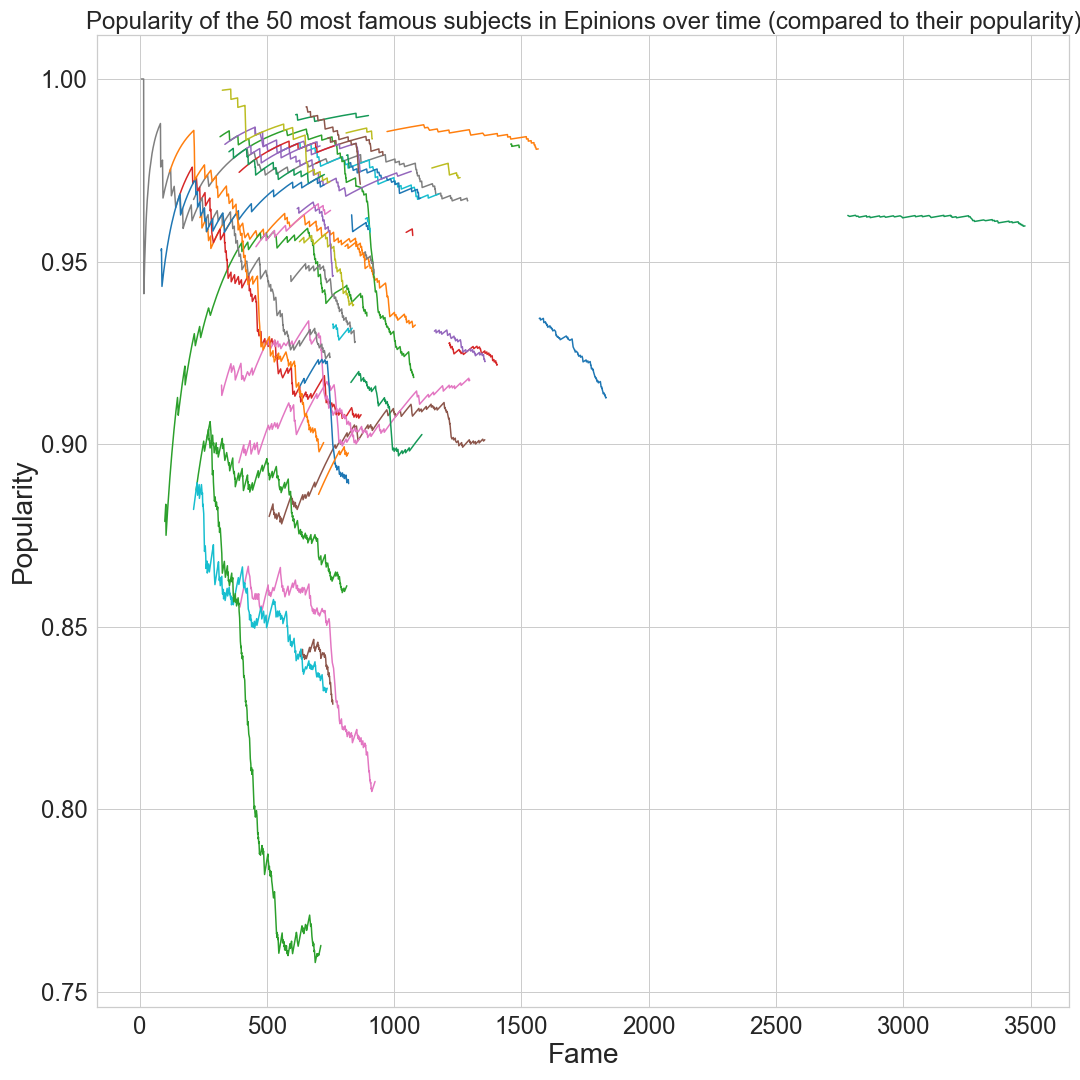 Popularity of the 50 most famous subjects in Epinions over time (compared to their popularity)
1.00
0.95
0.90
0.85
0.80
0.75
Popularity
0 500 1000 1500 2000 2500 3000 3500
Fame